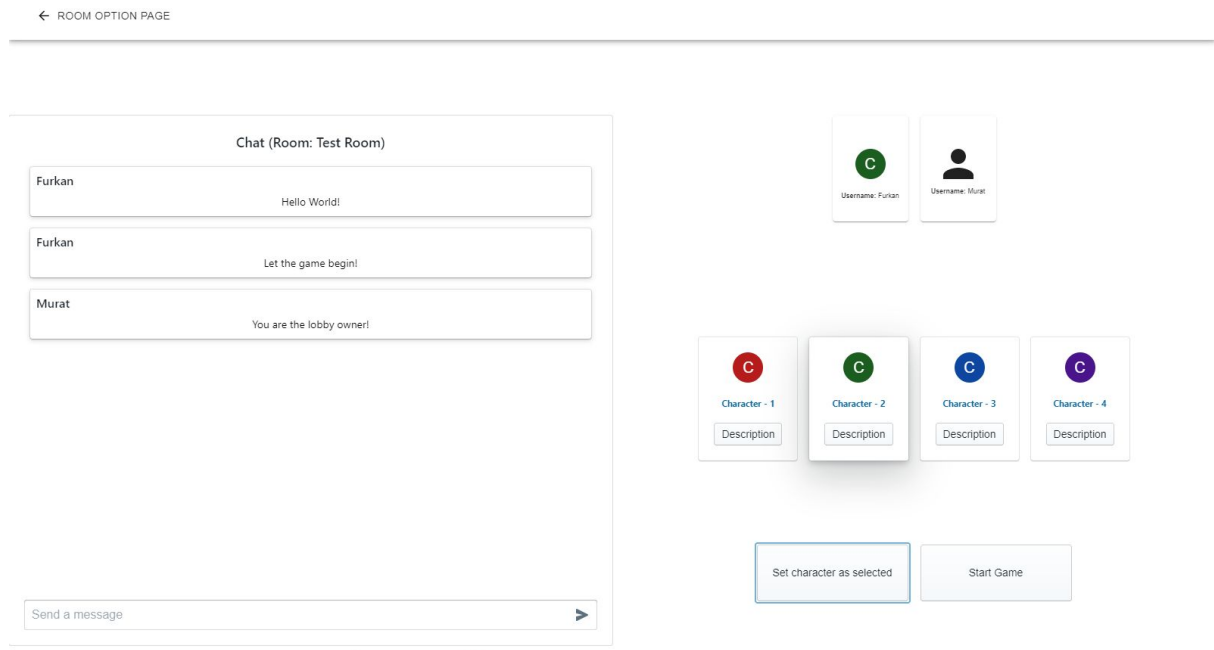 ROOM OPTION PAGE
Chat (Room: Test Room)
Furkan
Hello World!
Furkan
Let the game begin!
Murat
You are the lobby owner!
Send a message
C
Username: Furkan
Username: Murat
C C C C
Character - 1 Character - 2 Character - 3 Character - 4
Description Description Description Description
Set character as selected Start Game